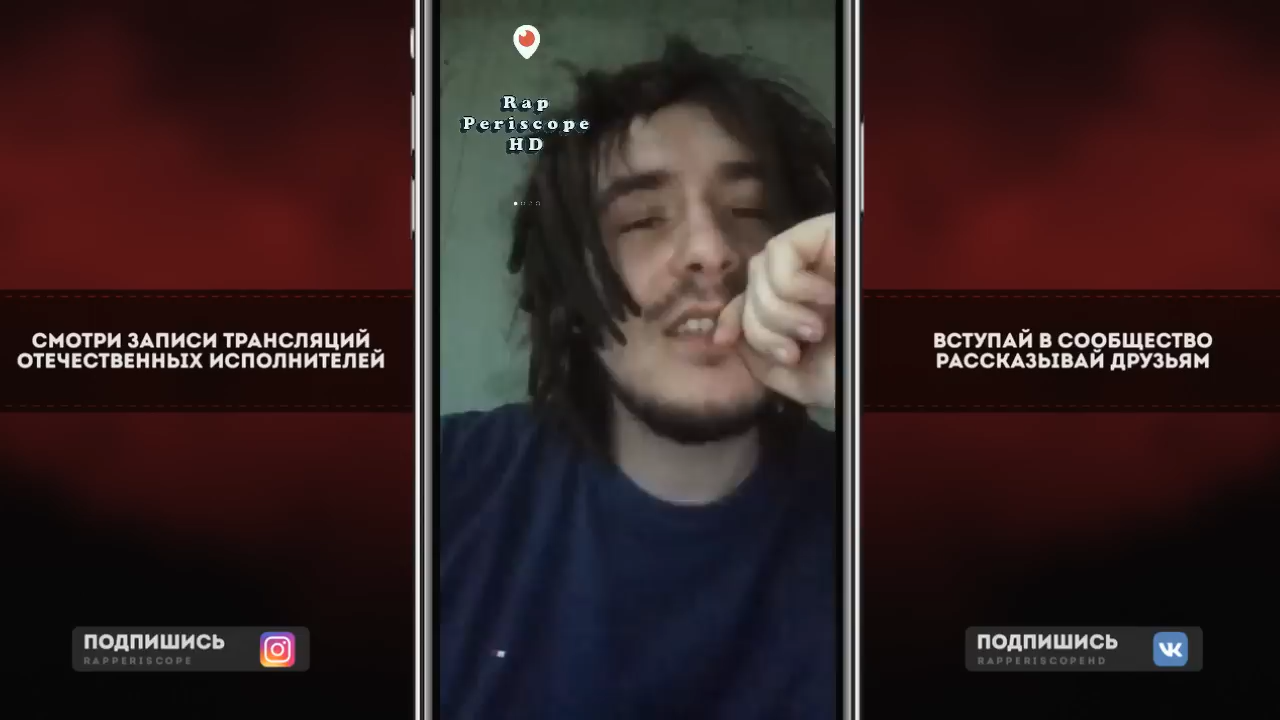 Rap
Periscope
HD
СМОТРИ ЗАПИСИ ТРАНСЛЯЦИЙ
ОТЕЧЕСТВЕННЫХ ИСПОЛНИТЕЛЕЙ
ВСТУПАЙ В СООБЩЕСТВО
РАССКАЗЫВАЙ ДРУЗЬЯМ
ПОДПИШИСЬ
RAPPERISCOPE
ПОДПИШИСЬ
RAPPERISCOPEHD